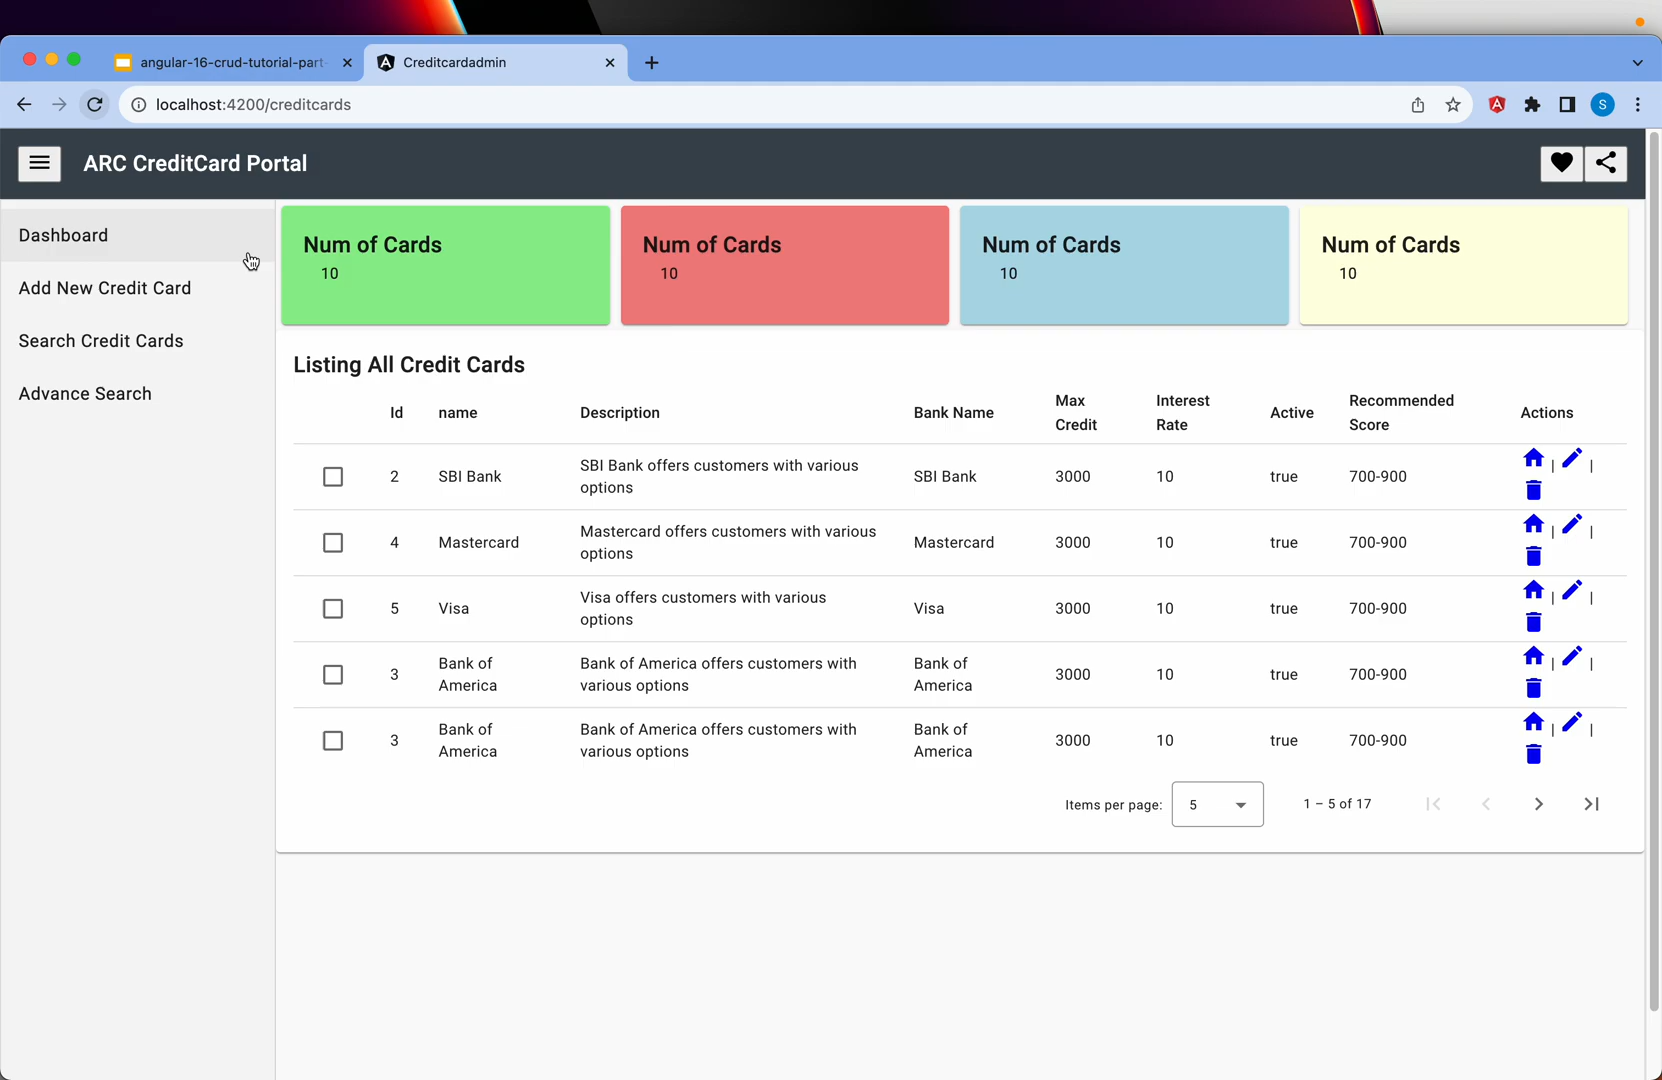 angular-16-crud-tutorial-part-
Creditcardadmin
localhost:4200/creditcards
S
ARC CreditCard Portal
Dashboard
Add New Credit Card
Search Credit Cards
Advance Search
Num of Cards
10
Num of Cards
10
Num of Cards
10
Num of Cards
10
Listing All Credit Cards
Id
name
Description
Bank Name
Max
Credit
Interest
Rate
Active
Recommended
Score
Actions
2
SBI Bank
SBI Bank offers customers with various
options
SBI Bank
3000
10
true
700-900
| |
4
Mastercard
Mastercard offers customers with various
options
Mastercard
3000
10
true
700-900
| |
5
Visa
Visa offers customers with various
options
Visa
3000
10
true
700-900
| |
3
Bank of
America
Bank of America offers customers with
various options
Bank of
America
3000
10
true
700-900
| |
3
Bank of
America
Bank of America offers customers with
various options
Bank of
America
3000
10
true
700-900
| |
Items per page:
5
1 – 5 of 17